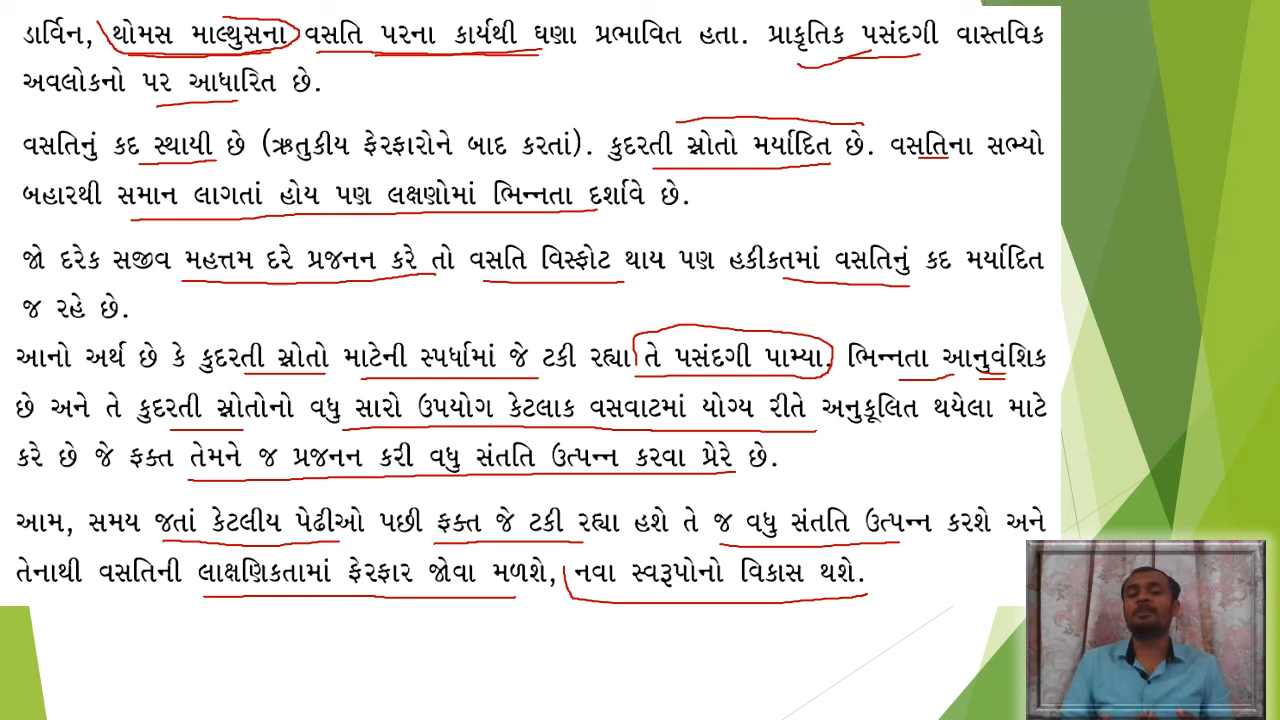 ડાર્વિન, થોમસ માલ્થુસના વસતિ પરના કાર્યથી ઘણા પ્રભાવિત હતા. પ્રાકૃતિક પસંદગી વાસ્તવિક
અવલોકનો પર આધારિત છે.
વસતિનું કદ સ્થાયી છે (ઋતુકીય ફેરફારોને બાદ કરતાં). કુદરતી સ્રોતો મર્યાદિત છે. વસતિના સભ્યો
બહારથી સમાન લાગતાં હોય પણ લક્ષણોમાં ભિન્નતા દર્શાવે છે.
જો દરેક સજીવ મહત્તમ દરે પ્રજનન કરે તો વસતિ વિસ્ફોટ થાય પણ હકીકતમાં વસતિનું કદ મર્યાદિત
જ રહે છે.
આનો અર્થ છે કે કુદરતી સ્રોતો માટેની સ્પર્ધામાં જે ટકી રહ્યા તે પસંદગી પામ્યા. ભિન્નતા આનુવંશિક
છે અને તે કુદરતી સ્રોતોનો વધુ સારો ઉપયોગ કેટલાક વસવાટમાં યોગ્ય રીતે અનુકૂલિત થયેલા માટે
કરે છે જે ફક્ત તેમને જ પ્રજનન કરી વધુ સંતતિ ઉત્પન્ન કરવા પ્રેરે છે.
આમ, સમય જતાં કેટલીય પેઢીઓ પછી ફક્ત જે ટકી રહ્યા હશે તે જ વધુ સંતતિ ઉત્પન્ન કરશે અને
તેનાથી વસતિની લાક્ષણિકતામાં ફેરફાર જોવા મળશે, નવા સ્વરૂપોનો વિકાસ થશે.